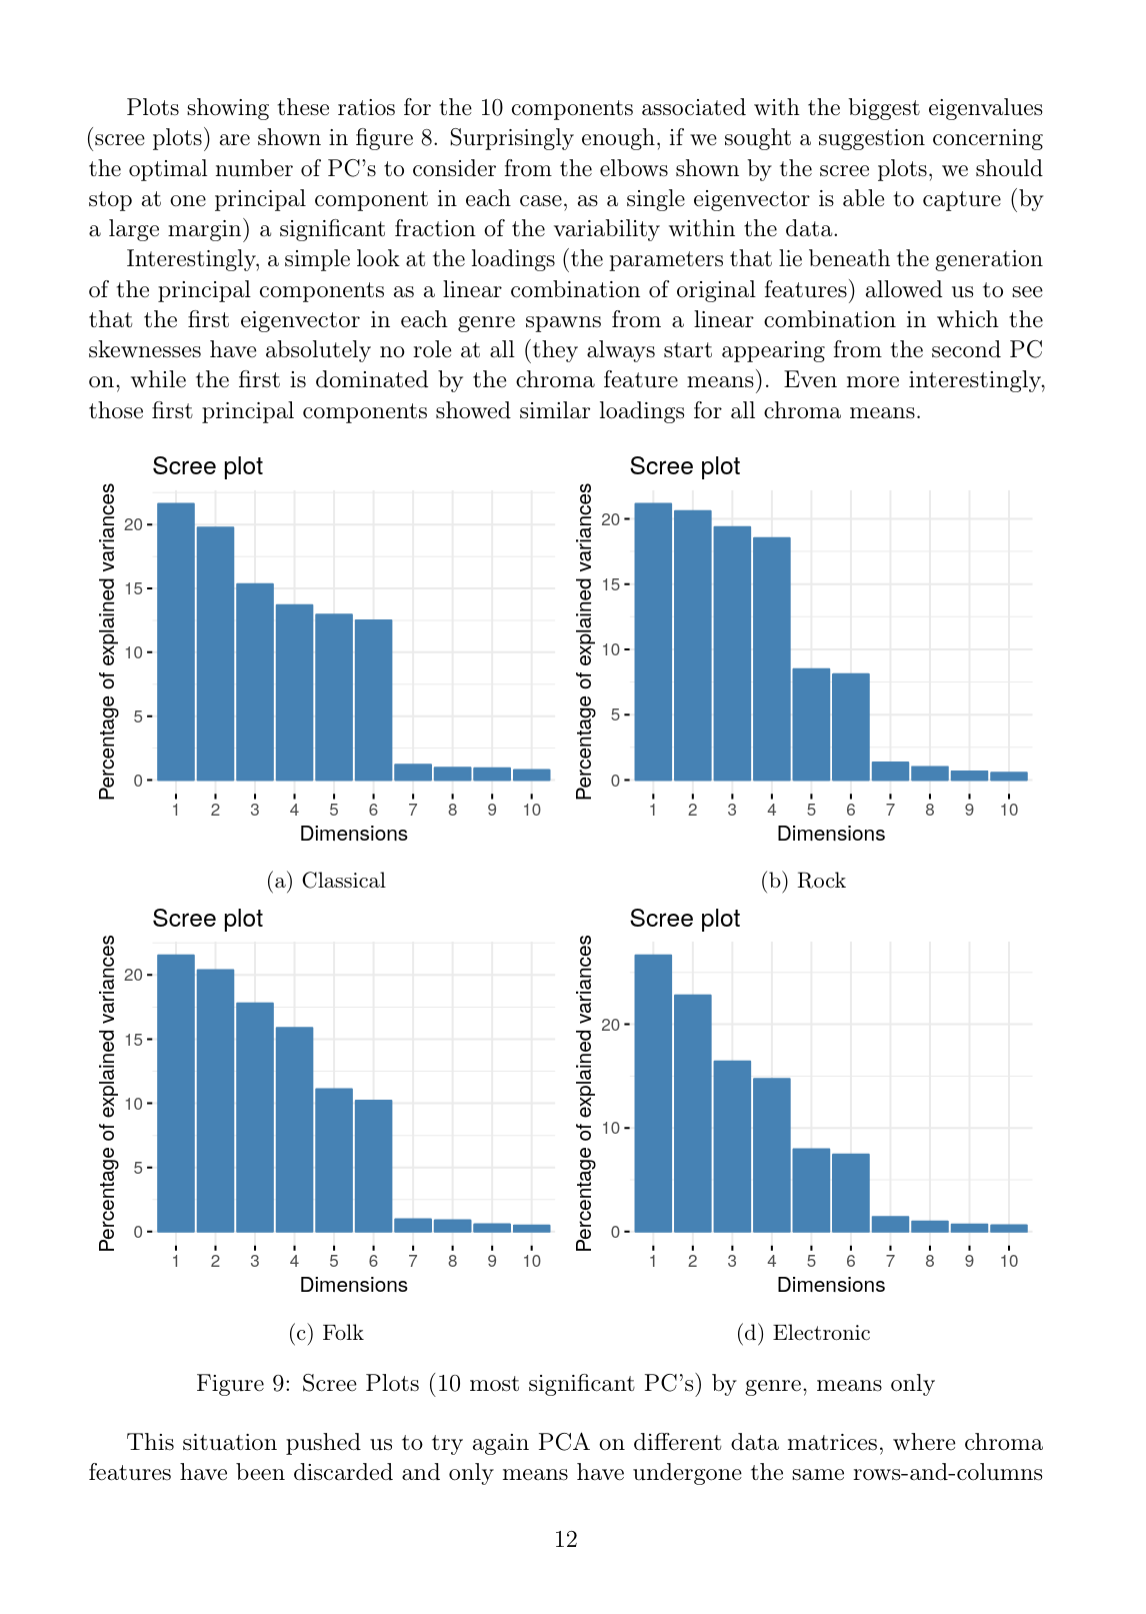 Plots showing these ratios for the 10 components associated with the biggest eigenvalues
(scree plots) are shown in figure 8. Surprisingly enough, if we sought a suggestion concerning
the optimal number of PC's to consider from the elbows shown by the scree plots, we should
stop at one principal component in each case, as a single eigenvector is able to capture (by
a large margin) a significant fraction of the variability within the data.
Interestingly, a simple look at the loadings (the parameters that lie beneath the generation
of the principal components as a linear combination of original features) allowed us to see
that the first eigenvector in each genre spawns from a linear combination in which the
skewnesses have absolutely no role at all (they always start appearing from the second PC
on, while the first is dominated by the chroma feature means). Even more interestingly,
those first principal components showed similar loadings for all chroma means.
Scree plot
Percentage of explained variances
20
15
10
5
0
1 2 3 4 5 6 7 8 9 10
Dimensions
(a) Classical
Scree plot
Percentage of explained variances
20
15
10
5
0
1 2 3 4 5 6 7 8 9 10
Dimensions
(b) Rock
Scree plot
Percentage of explained variances
20
15
10
5
0
1 2 3 4 5 6 7 8 9 10
Dimensions
(c) Folk
Scree plot
Percentage of explained variances
20
10
0
1 2 3 4 5 6 7 8 9 10
Dimensions
(d) Electronic
Figure 9: Scree Plots (10 most significant PC's) by genre, means only
This situation pushed us to try again PCA on different data matrices, where chroma
features have been discarded and only means have undergone the same rows-and-columns
12